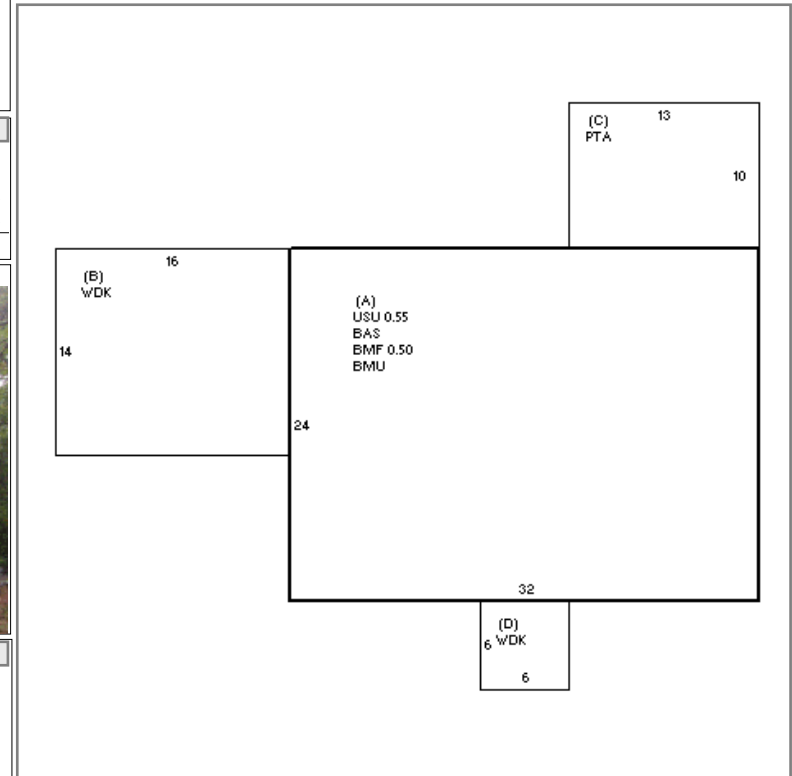 (C)
PTA
13
10
16
(B)
WDK
14
(A)
USU 0.55
BAS
BMF 0.50
BMU
24
32
(D)
6 WDK
6